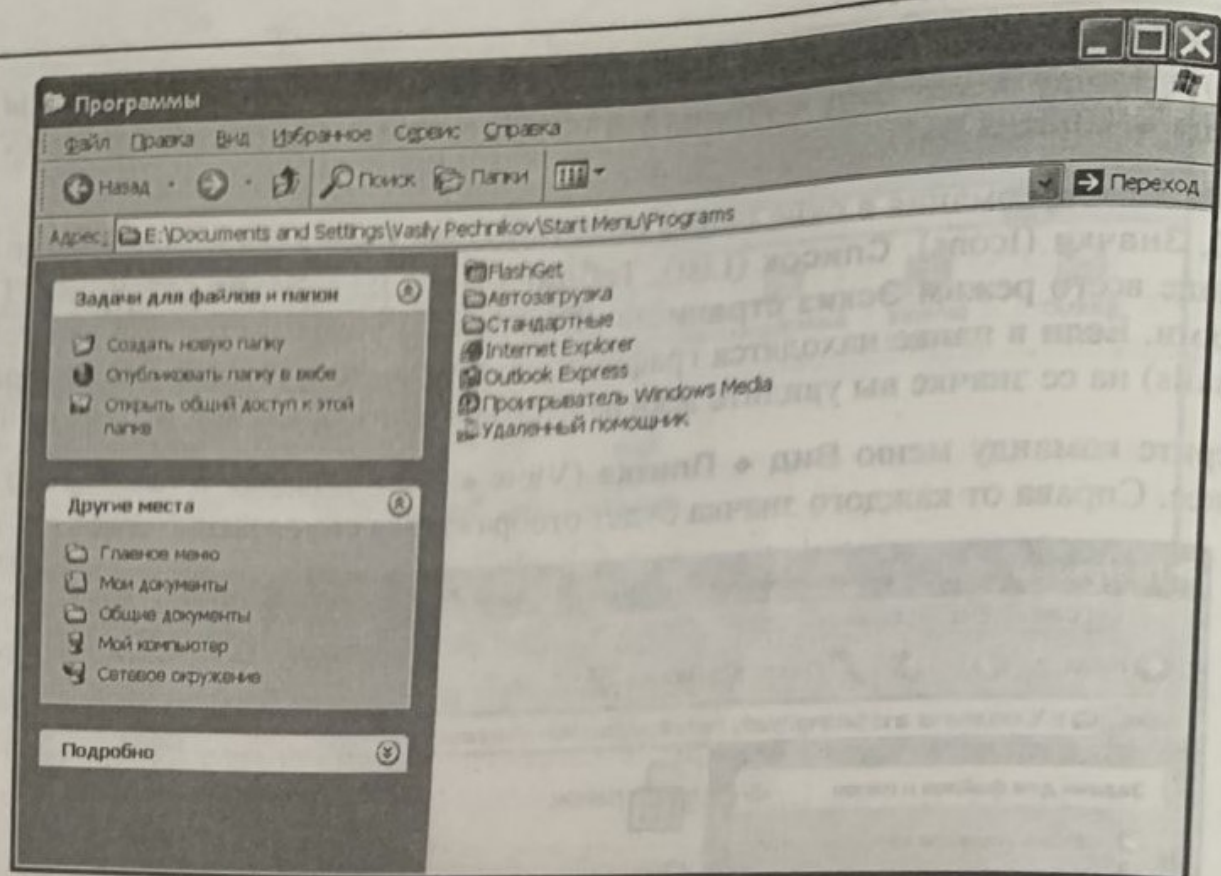 Программы
Файл Правка Вид Избранное Сервис Справка
Назад Поиск Папки
Адрес: E:\Documents and Settings\Vasily Pechnikov\Start Menu\Programs Переход
Задачи для файлов и папок
Создать новую папку
Опубликовать папку в вебе
Открыть общий доступ к этой
папке
Другие места
Главное меню
Мои документы
Общие документы
Мой компьютер
Сетевое окружение
Подробно
FlashGet
Автозагрузка
Стандартные
Internet Explorer
Outlook Express
Проигрыватель Windows Media
Удаленный помощник